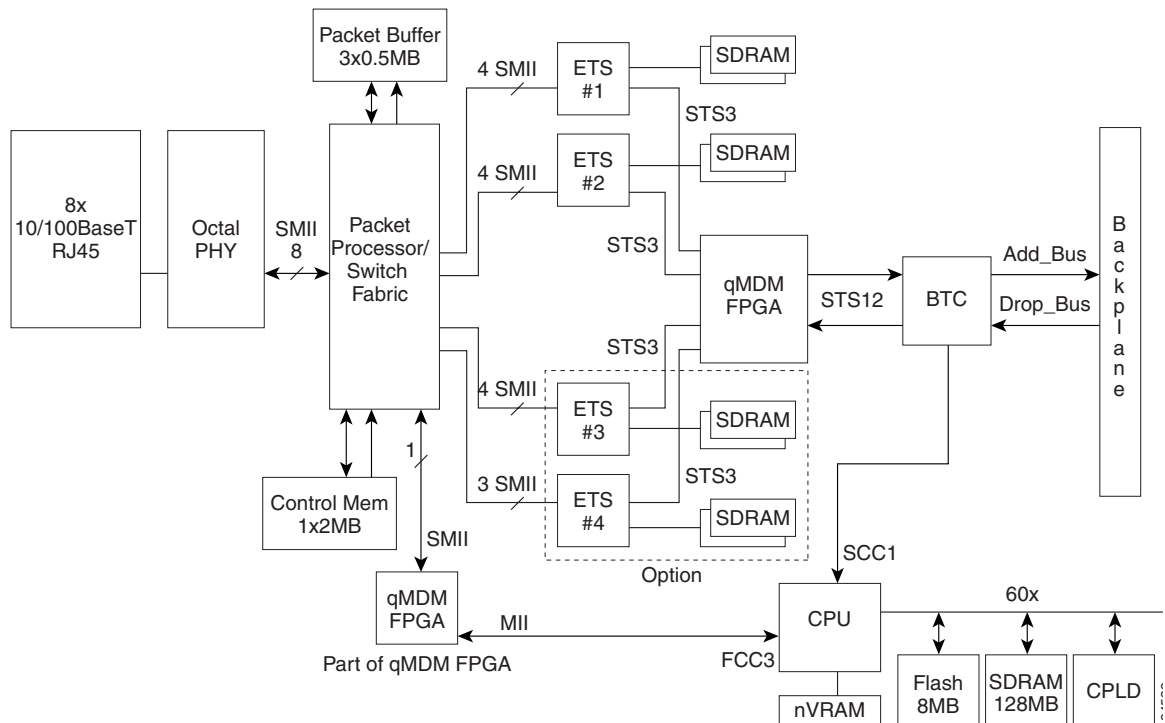 Packet Buffer
3x0.5MB
4 SMII
ETS
#1
SDRAM
STS3
4 SMII
ETS
#2
SDRAM
STS3
8x
10/100BaseT
RJ45
Octal
PHY
SMII
8
Packet
Processor/
Switch
Fabric
qMDM
FPGA
STS12
BTC
Add_Bus
Drop_Bus
Backplane
STS3
4 SMII
ETS
#3
SDRAM
STS3
3 SMII
ETS
#4
SDRAM
Option
1
Control Mem
1x2MB
SMII
qMDM
FPGA
Part of qMDM FPGA
MII
SCC1
FCC3
CPU
60x
nVRAM
Flash
8MB
SDRAM
128MB
CPLD